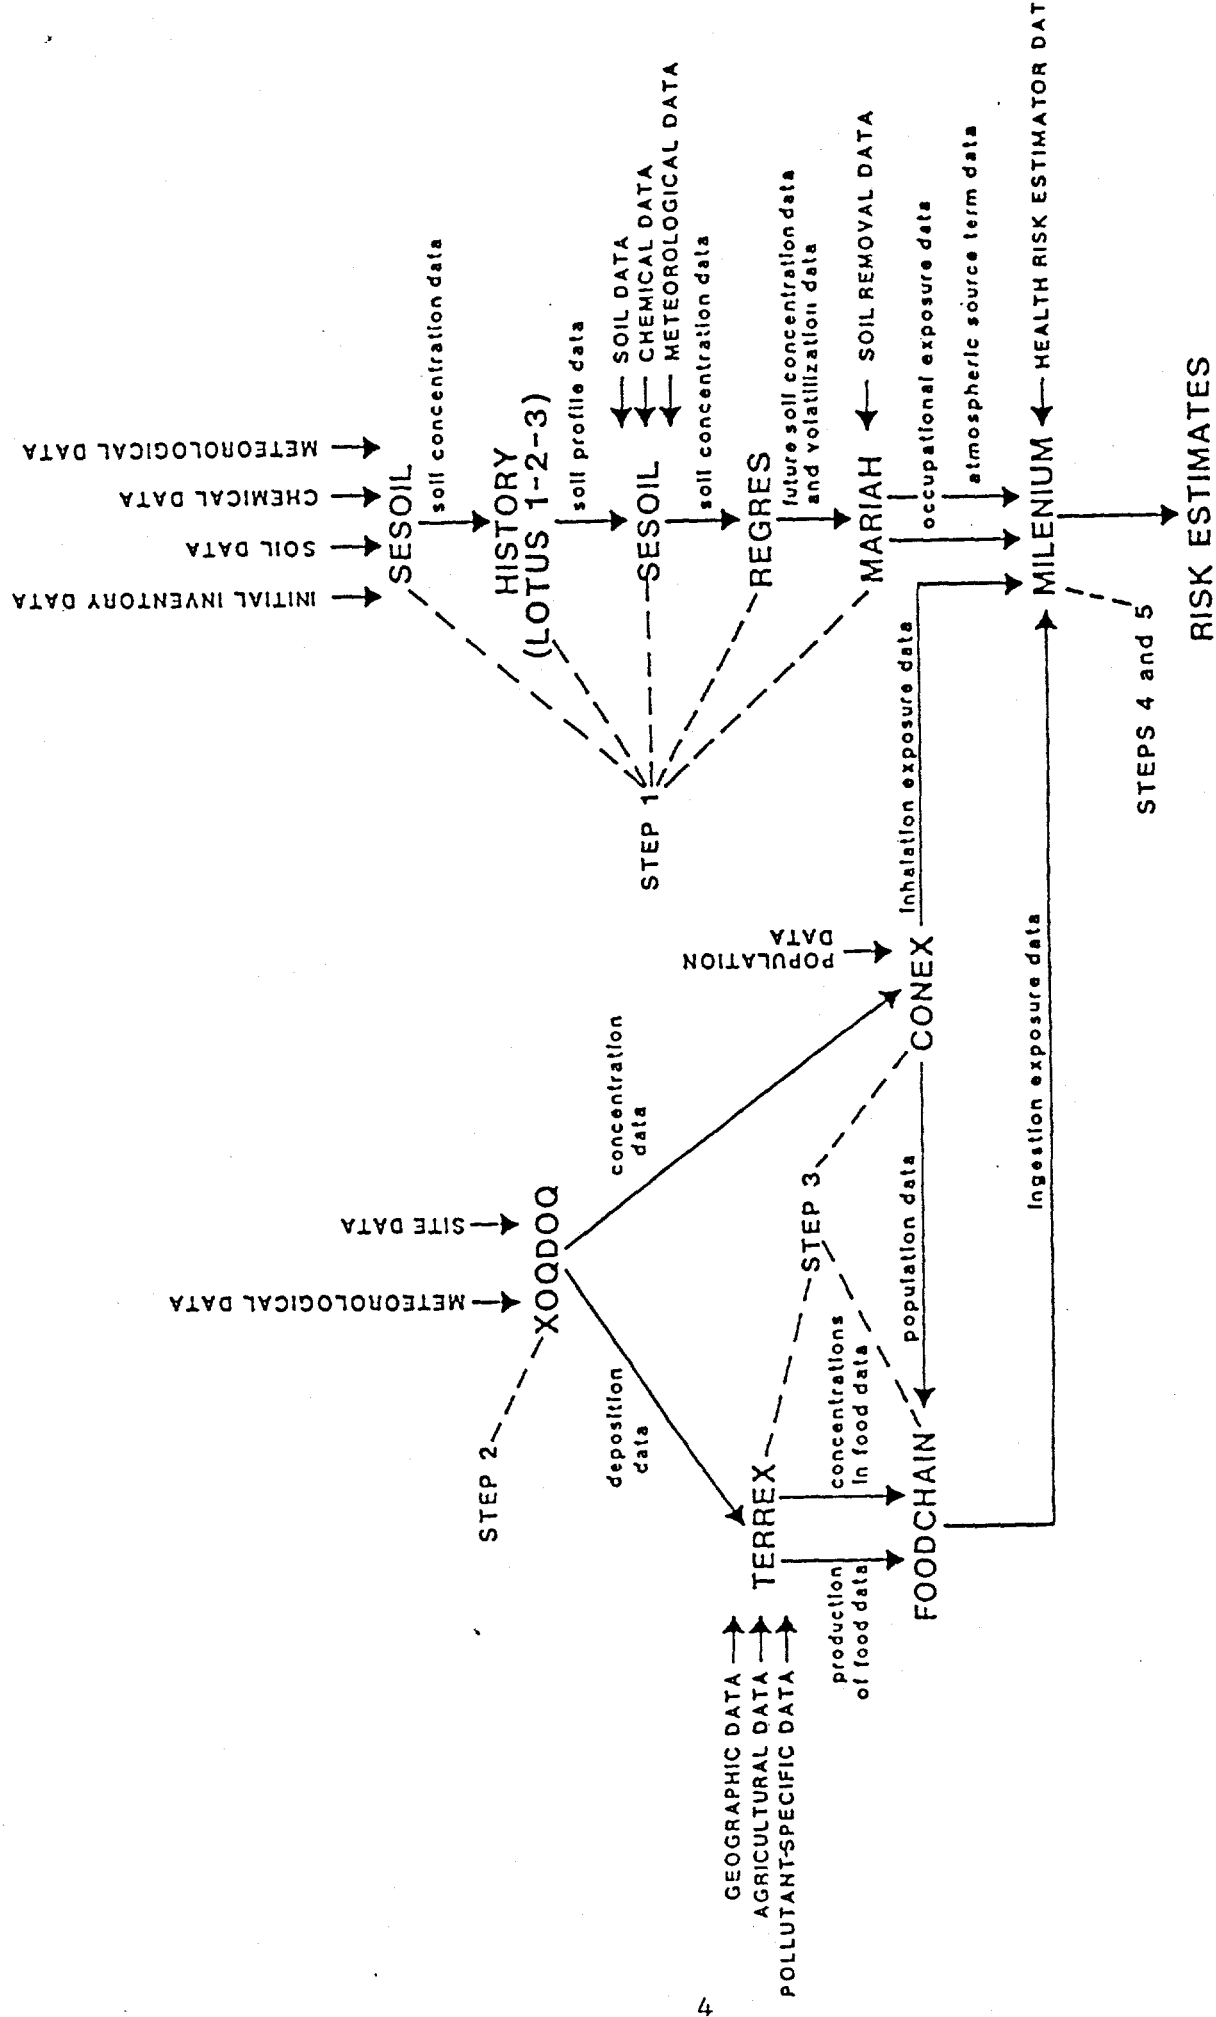 INITIAL INVENTORY DATA
SOIL DATA
CHEMICAL DATA
METEOROLOGICAL DATA
SESOIL
soil concentration data
HISTORY
(LOTUS 1-2-3)
soil profile data
SOIL DATA
CHEMICAL DATA
METEOROLOGICAL DATA
SESOIL
soil concentration data
REGRES
future soil concentration data
and volatilization data
MARIAH
SOIL REMOVAL DATA
occupational exposure data
atmospheric source term data
MILENIUM
HEALTH RISK ESTIMATOR DAT
RISK ESTIMATES
STEP 1
STEPS 4 and 5
METEOROLOGICAL DATA
SITE DATA
STEP 2
XOQDOQ
deposition
data
concentration
data
POPULATION
DATA
GEOGRAPHIC DATA
AGRICULTURAL DATA
POLLUTANT-SPECIFIC DATA
TERREX
STEP 3
production
of food data
concentrations
in food data
population data
CONEX
inhalation exposure data
FOODCHAIN
ingestion exposure data
4